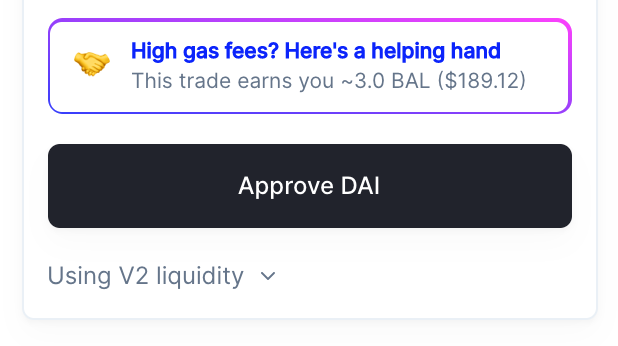 High gas fees? Here's a helping hand
This trade earns you ~3.0 BAL ($189.12)
Approve DAI
Using V2 liquidity